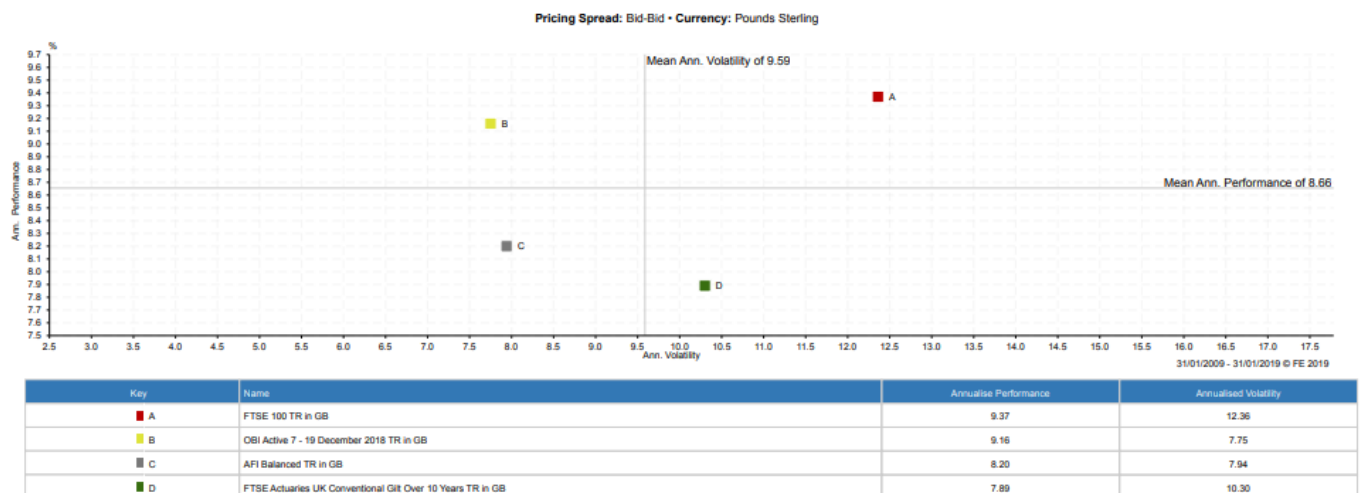 Pricing Spread: Bid-Bid • Currency: Pounds Sterling
%
9.7
9.6
9.5
9.4
9.3
9.2
9.1
9.0
8.9
8.8
8.7
8.6
8.5
8.4
8.3
8.2
8.1
8.0
7.9
7.8
7.7
7.6
7.5
Ann. Performance
Mean Ann. Volatility of 9.59
A
B
Mean Ann. Performance of 8.66
C
D
2.5 3.0 3.5 4.0 4.5 5.0 5.5 6.0 6.5 7.0 7.5 8.0 8.5 9.0 9.5 10.0 10.5 11.0 11.5 12.0 12.5 13.0 13.5 14.0 14.5 15.0 15.5 16.0 16.5 17.0 17.5
Ann. Volatility
31/01/2009 - 31/01/2019 © FE 2019
Key Name Annualise Performance Annualised Volatility
A FTSE 100 TR in GB 9.37 12.36
B OBI Active 7 - 19 December 2018 TR in GB 9.16 7.75
C AFI Balanced TR in GB 8.20 7.94
D FTSE Actuaries UK Conventional Gilt Over 10 Years TR in GB 7.89 10.30